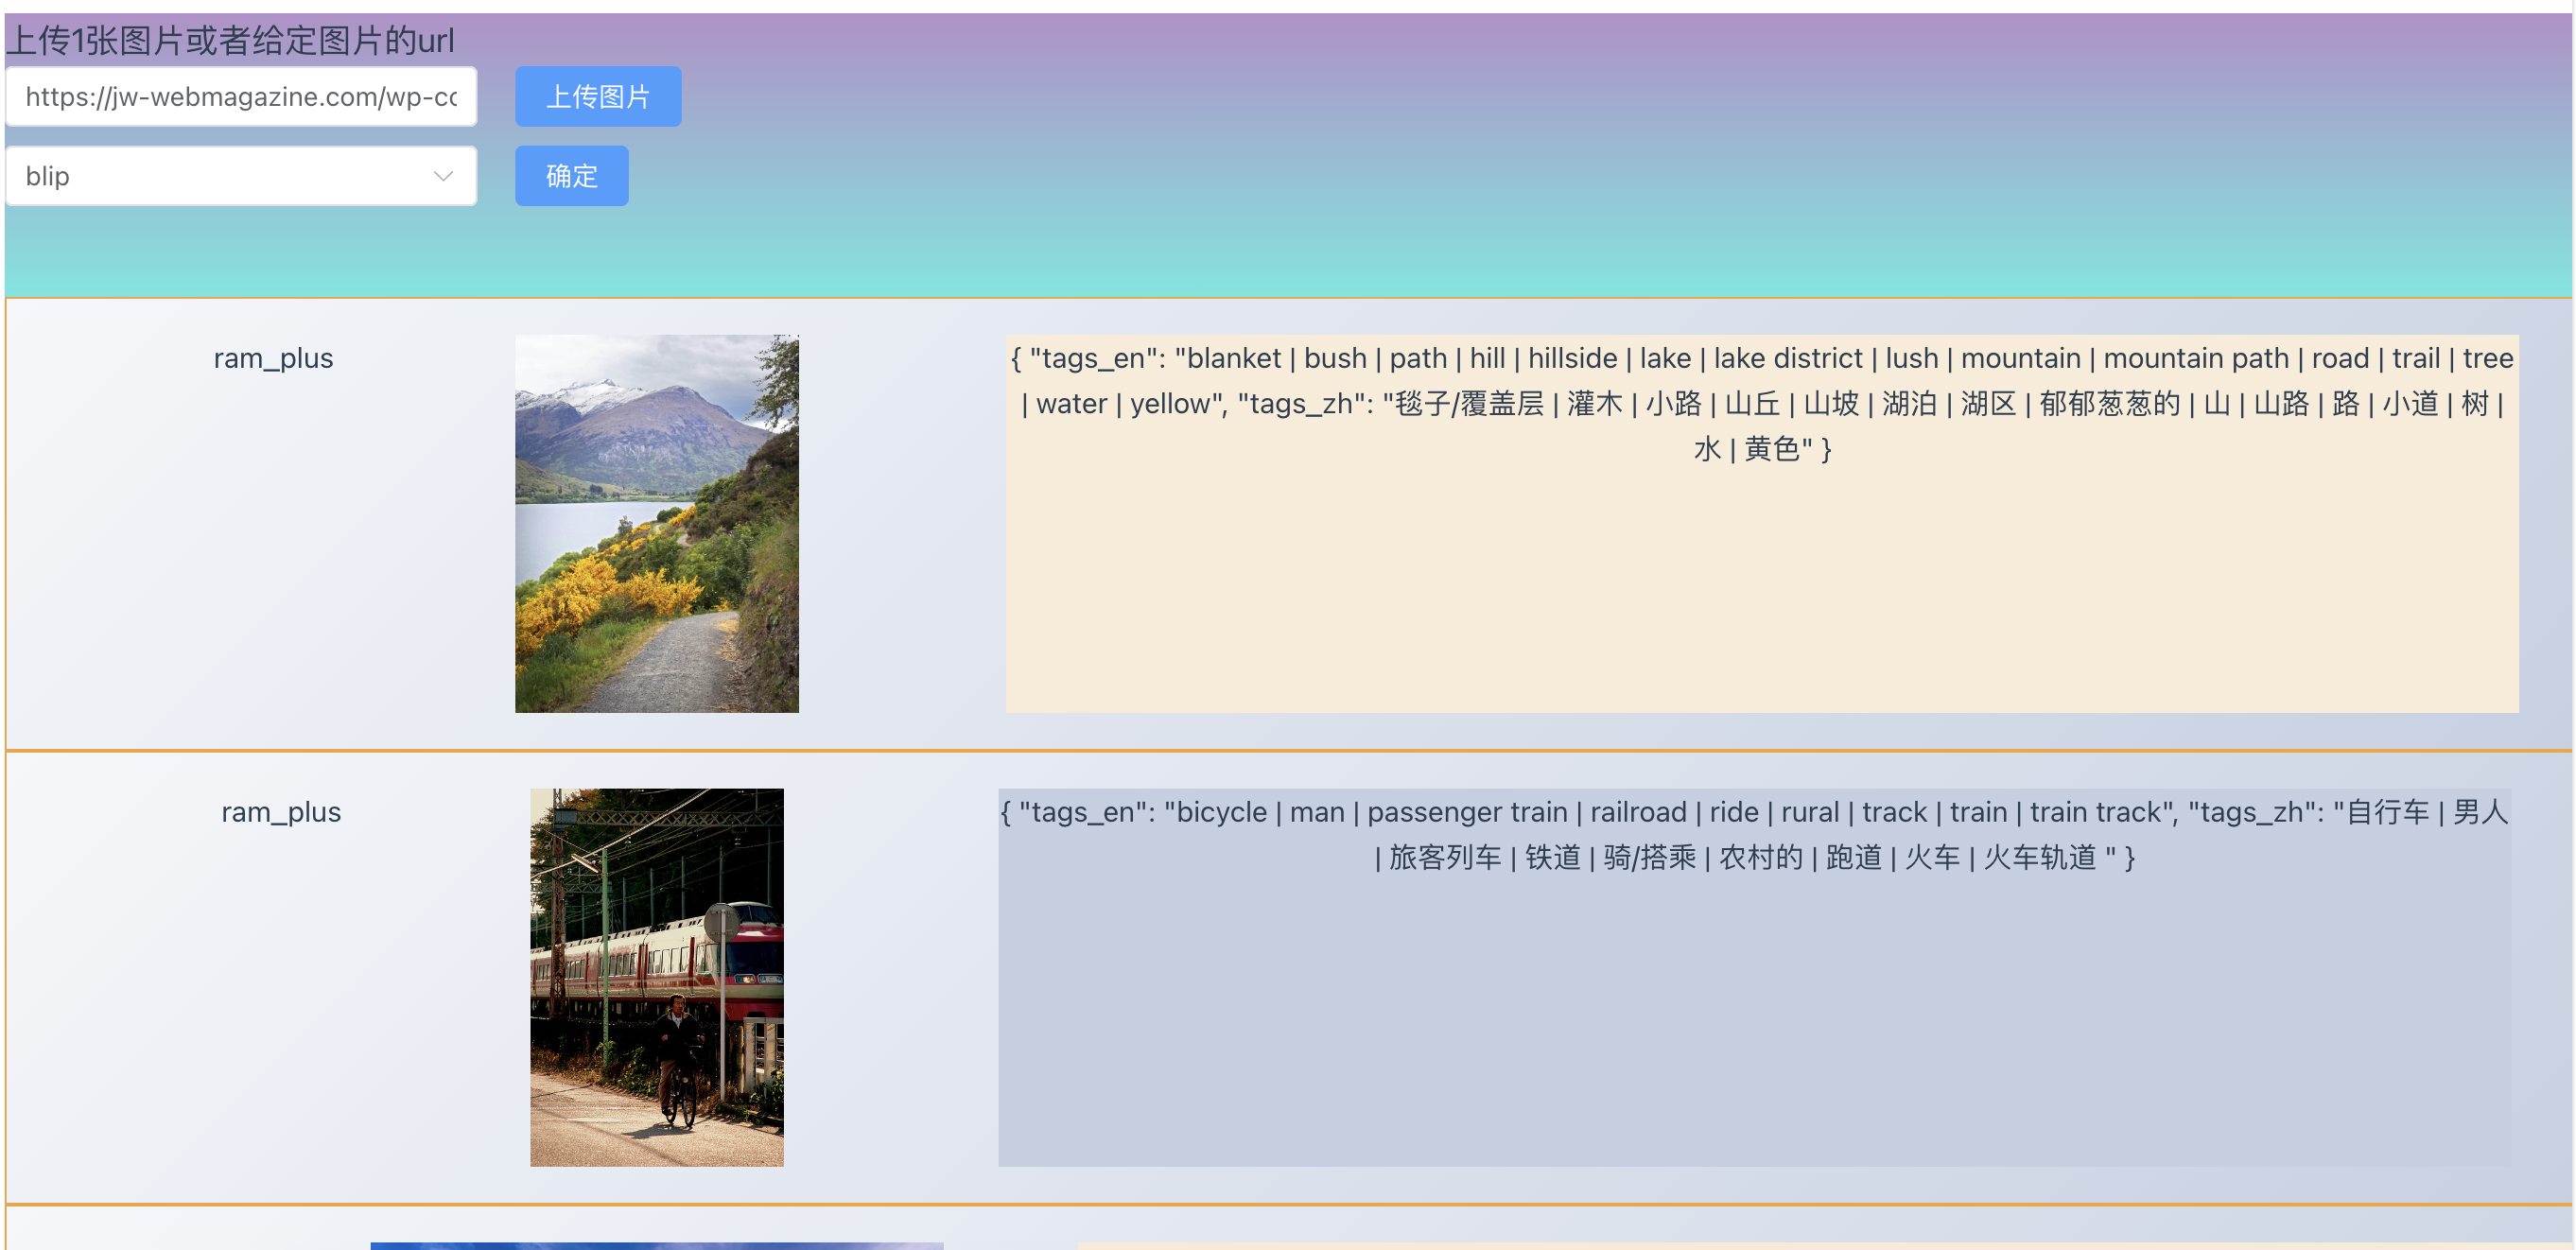 上传1张图片或者给定图片的url
https://jw-webmagazine.com/wp-cc
上传图片
blip
确定
ram_plus
{ "tags_en": "blanket | bush | path | hill | hillside | lake | lake district | lush | mountain | mountain path | road | trail | tree
| water | yellow", "tags_zh": "毯子/覆盖层 | 灌木 | 小路 | 山丘 | 山坡 | 湖泊 | 湖区 | 郁郁葱葱的 | 山 | 山路 | 路 | 小道 | 树 |
水 | 黄色" }
ram_plus
{ "tags_en": "bicycle | man | passenger train | railroad | ride | rural | track | train | train track", "tags_zh": "自行车 | 男人
| 旅客列车 | 铁道 | 骑/搭乘 | 农村的 | 跑道 | 火车 | 火车轨道 " }